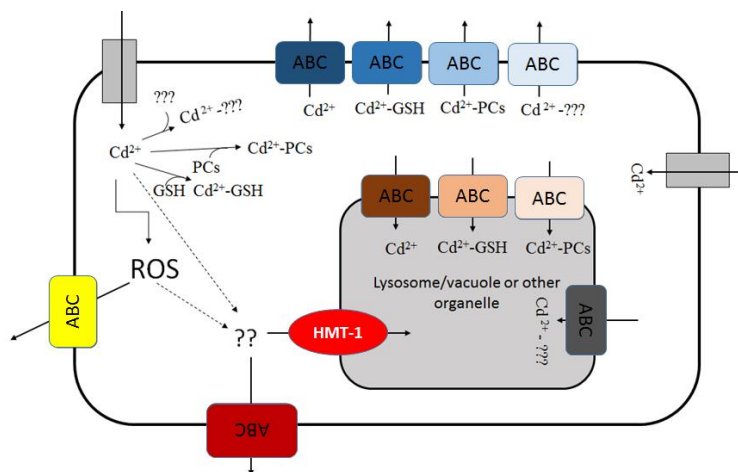 ABC ABC ABC ABC
Cd²⁺ Cd²⁺-GSH Cd²⁺-PCs Cd²⁺-???
???
Cd²⁺-???
Cd²⁺
Cd²⁺-PCs
PCs
GSH
Cd²⁺-GSH
Cd²⁺
ABC ABC ABC
Cd²⁺ Cd²⁺-GSH Cd²⁺-PCs
ROS
Lysosome/vacuole or other
organelle
ABC
Cd²⁺-???
ABC
??
HMT-1
ABC